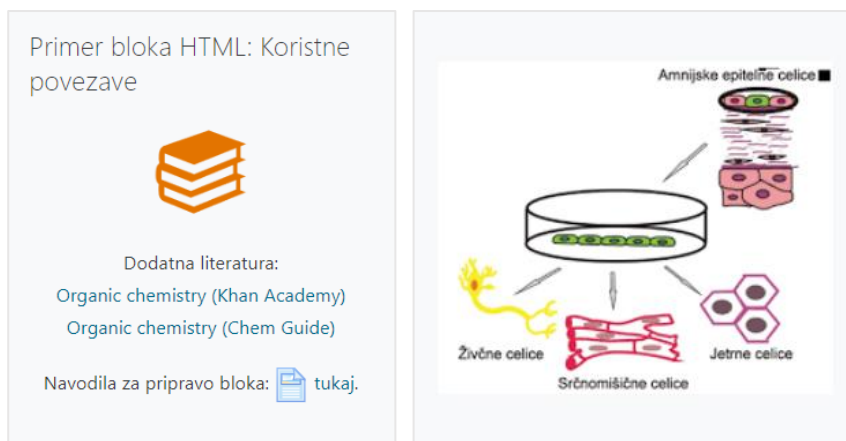 Primer bloka HTML: Koristne
povezave
Dodatna literatura:
Organic chemistry (Khan Academy)
Organic chemistry (Chem Guide)
Navodila za pripravo bloka: tukaj.
Amnijske epitelne celice
Živčne celice
Jetrne celice
Srčnomišične celice